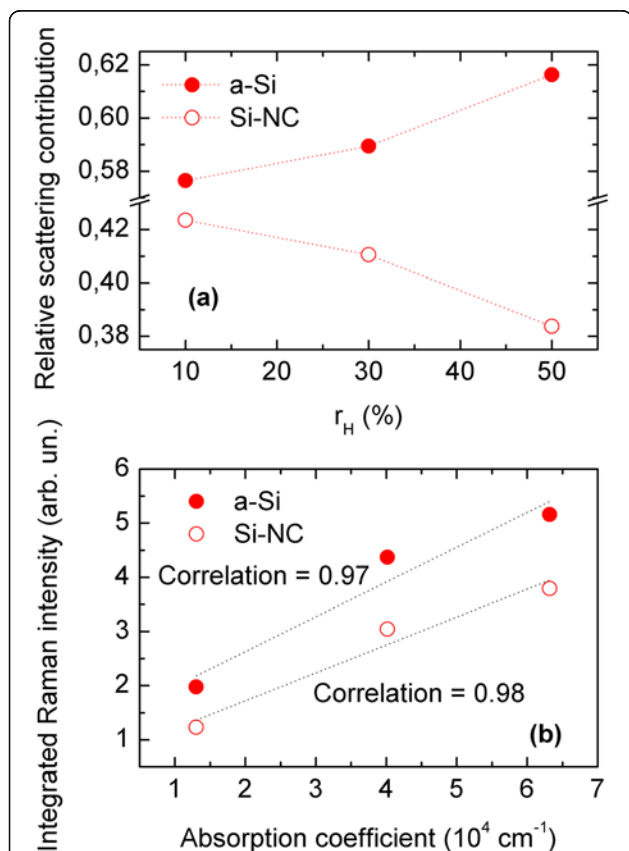 Relative scattering contribution
0,62
0,60
0,58
0,42
0,40
0,38
a-Si
Si-NC
(a)
10 20 30 40 50
r_H (%)
Integrated Raman intensity (arb. un.)
6
5
4
3
2
1
a-Si
Si-NC
Correlation = 0.97
Correlation = 0.98
(b)
1 2 3 4 5 6 7
Absorption coefficient (10⁴ cm⁻¹)